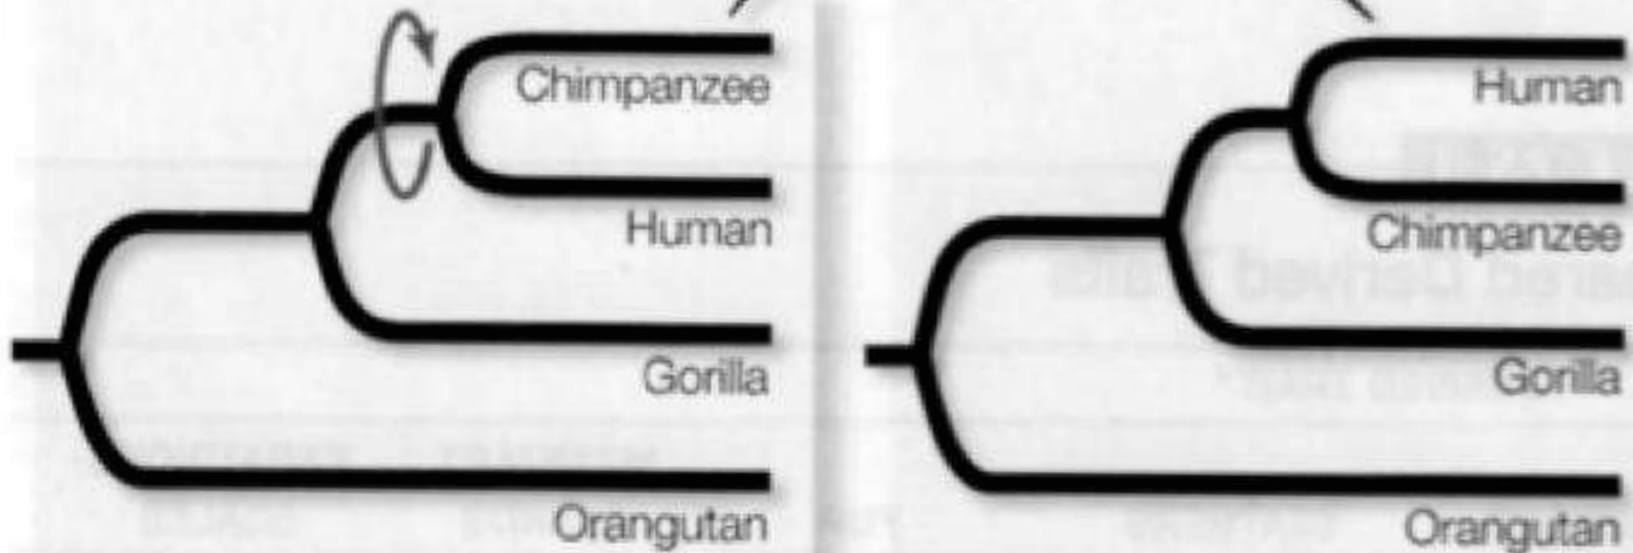 Chimpanzee
Human
Gorilla
Orangutan
Human
Chimpanzee
Gorilla
Orangutan